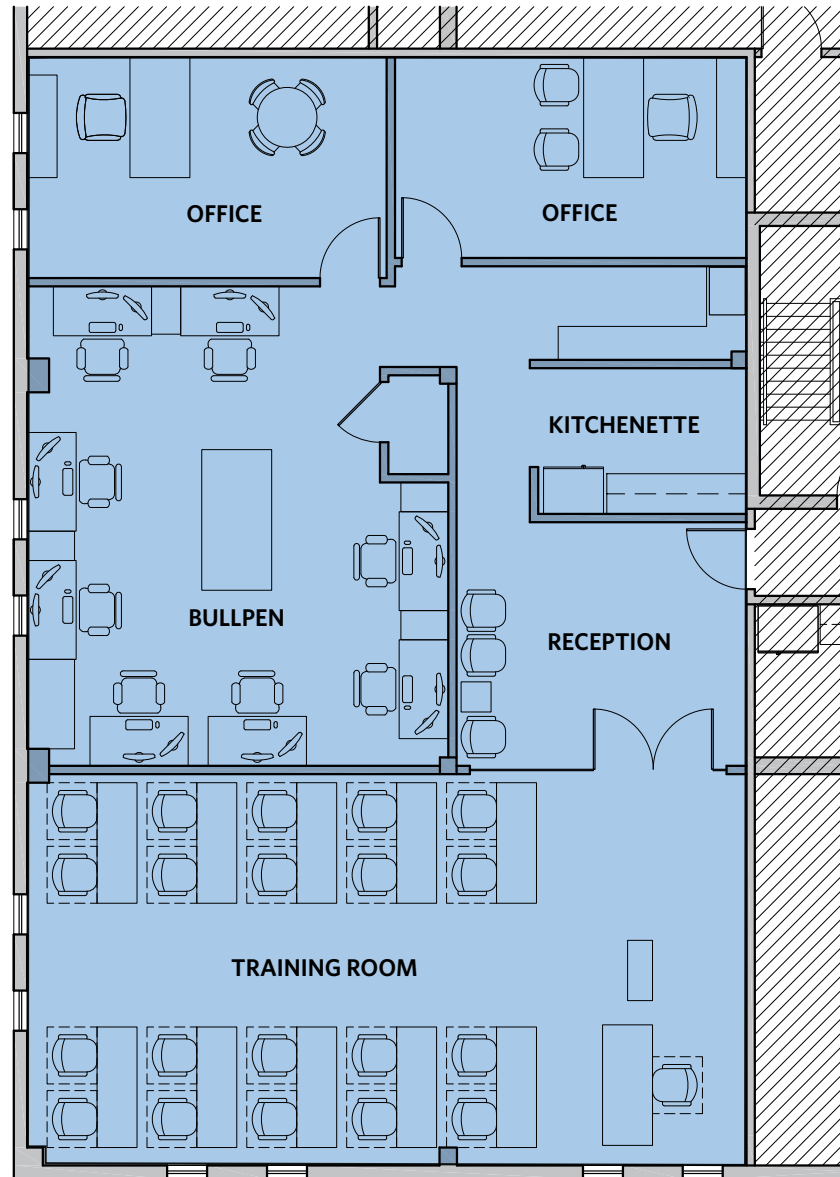 OFFICE
OFFICE
KITCHENETTE
BULLPEN
RECEPTION
TRAINING ROOM